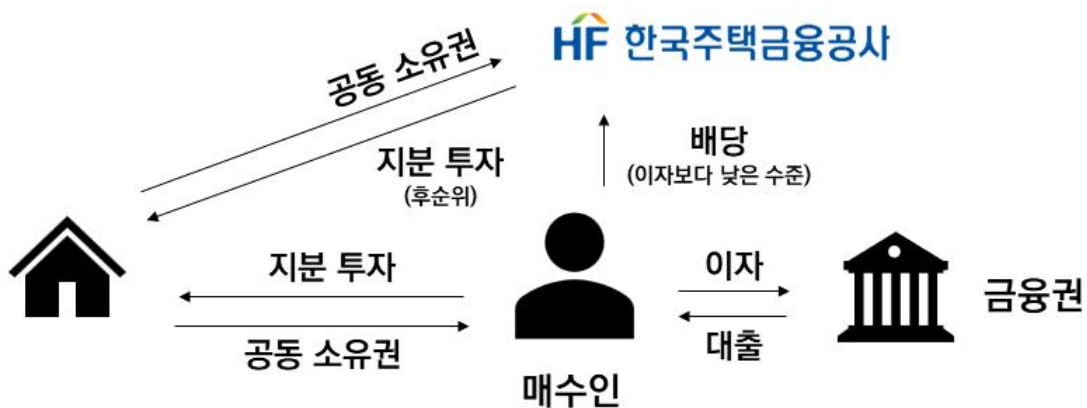 HF 한국주택금융공사
공동 소유권
지분 투자
(후순위)
배당
(이자보다 낮은 수준)
지분 투자
공동 소유권
이자
대출
금융권
매수인